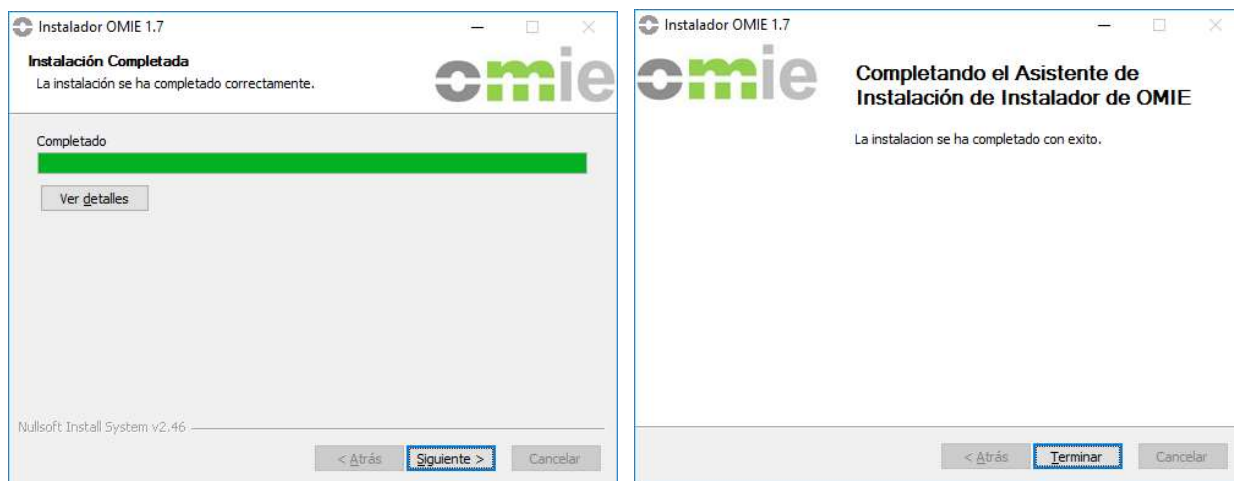 Instalador OMIE 1.7
Instalación Completada
La instalación se ha completado correctamente.
omie
Completado
Ver detalles
Nullsoft Install System v2.46
< Atrás
Siguiente >
Cancelar
Instalador OMIE 1.7
omie
Completando el Asistente de
Instalación de Instalador de OMIE
La instalacion se ha completado con exito.
< Atrás
Terminar
Cancelar